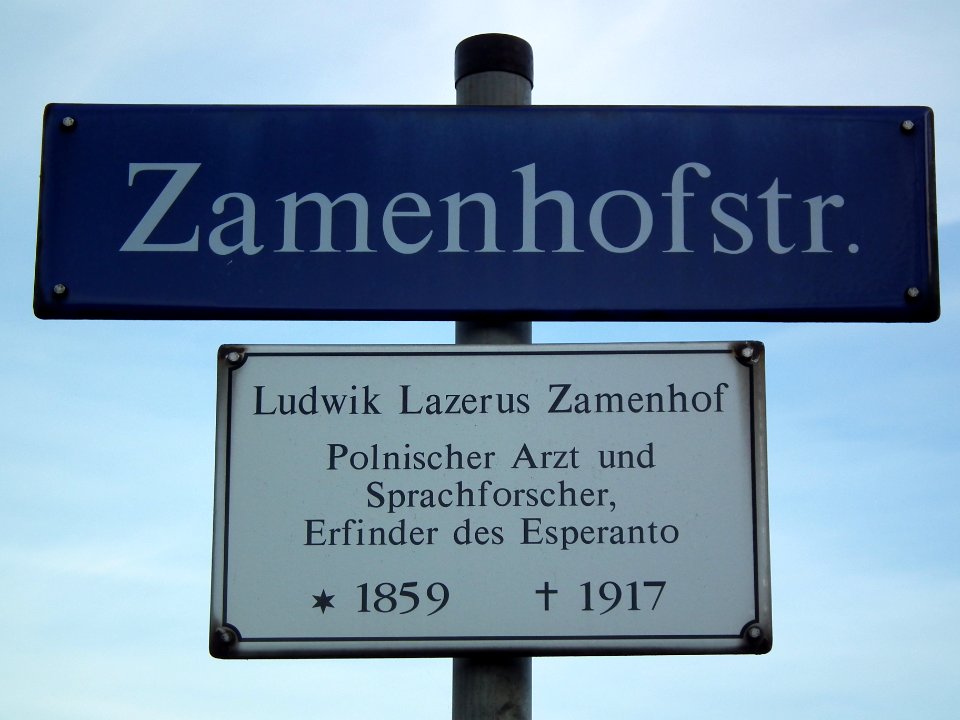 Zamenhofstr.
Ludwik Lazerus Zamenhof
Polnischer Arzt und
Sprachforscher,
Erfinder des Esperanto
✶ 1859 † 1917